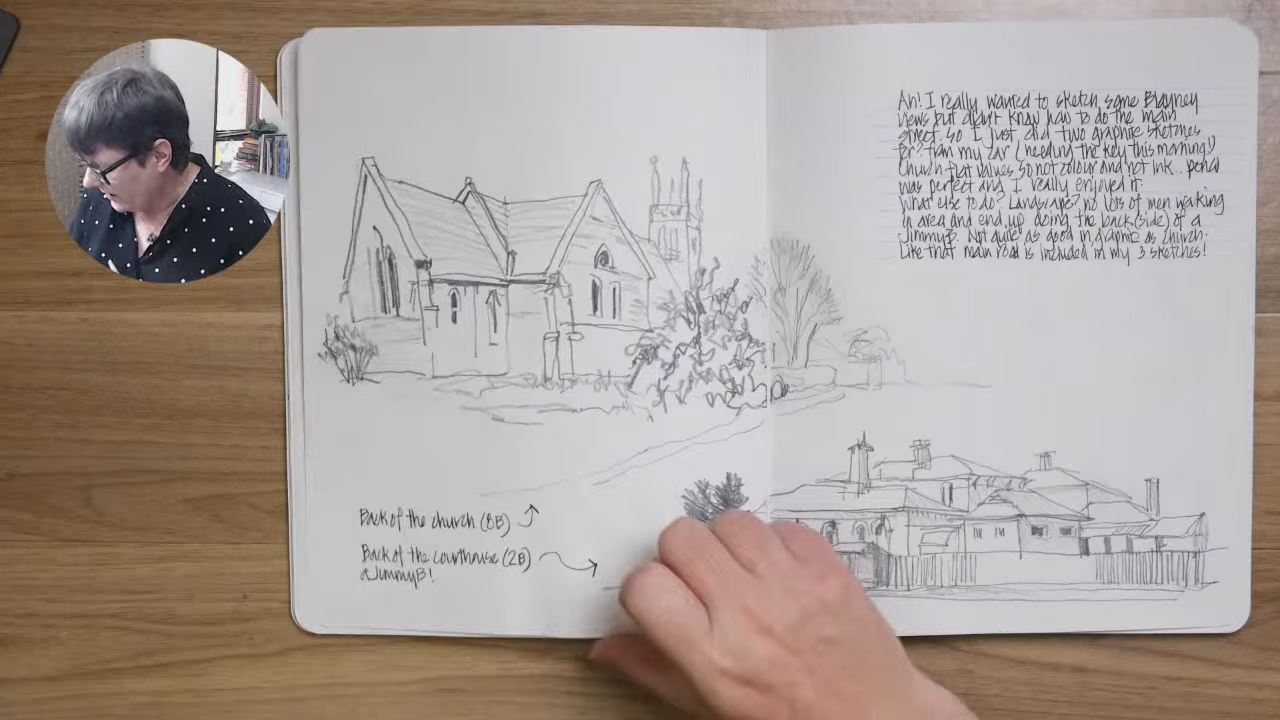 Ah! I really wanted to sketch some Blayney
views but didn't know how to do the main
street. so I just did two graphite sketches
for? from my car (needing the key this morning!)
Church flat values, so not colour and not ink.. pencil
was perfect and I really enjoyed it
What else to do? Landscape? no lots of men working
in area and end up doing the back (side) of a
JimmyB. Not quite as good in graphite as church.
Like that main road is included in my 3 sketches!
Back of the church (8B)
Back of the courthouse (2B)
a JimmyB!